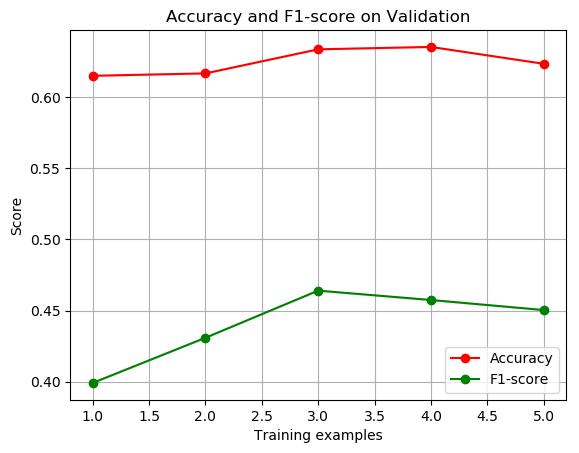 Accuracy and F1-score on Validation
Score
0.60
0.55
0.50
0.45
0.40
Accuracy
F1-score
1.0 1.5 2.0 2.5 3.0 3.5 4.0 4.5 5.0
Training examples